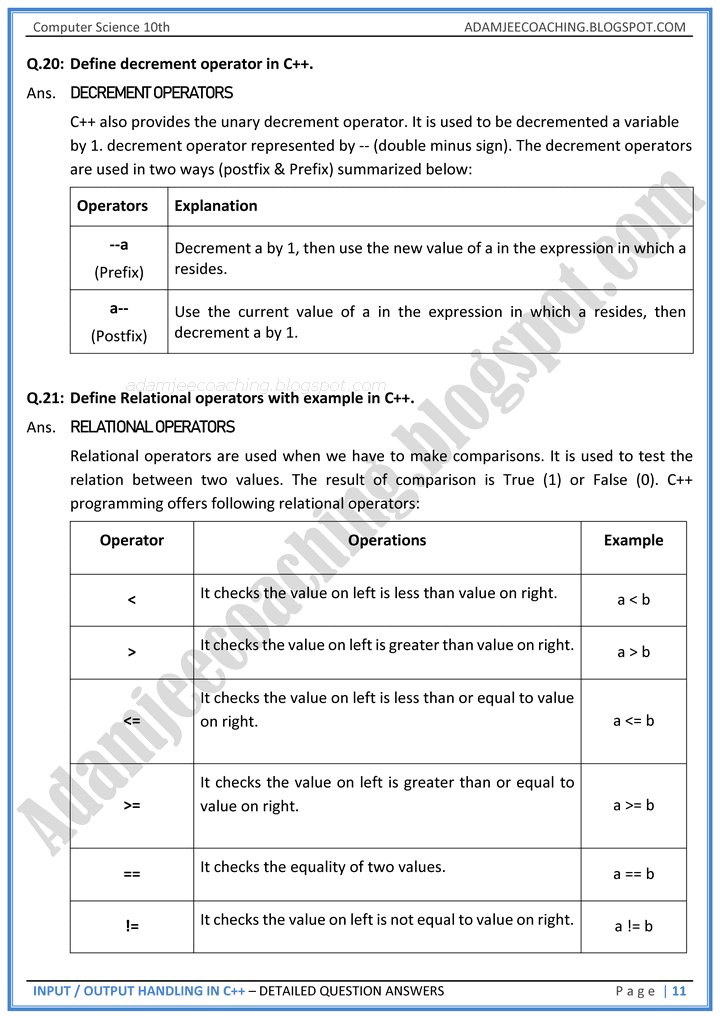 Computer Science 10th ADAMJEECOACHING.BLOGSPOT.COM
Q.20: Define decrement operator in C++.
Ans. DECREMENT OPERATORS
C++ also provides the unary decrement operator. It is used to be decremented a variable
by 1. decrement operator represented by -- (double minus sign). The decrement operators
are used in two ways (postfix & Prefix) summarized below:
Operators Explanation
--a
(Prefix)
Decrement a by 1, then use the new value of a in the expression in which a
resides.
a--
(Postfix)
Use the current value of a in the expression in which a resides, then
decrement a by 1.
adamjeecoaching.blogspot.com
Q.21: Define Relational operators with example in C++.
Ans. RELATIONAL OPERATORS
Relational operators are used when we have to make comparisons. It is used to test the
relation between two values. The result of comparison is True (1) or False (0). C++
programming offers following relational operators:
Operator Operations Example
< It checks the value on left is less than value on right. a < b
> It checks the value on left is greater than value on right. a > b
<= It checks the value on left is less than or equal to value
on right. a <= b
>= It checks the value on left is greater than or equal to
value on right. a >= b
== It checks the equality of two values. a == b
!= It checks the value on left is not equal to value on right. a != b
Adamjeecoaching.blogspot.com
INPUT / OUTPUT HANDLING IN C++ – DETAILED QUESTION ANSWERS Page | 11